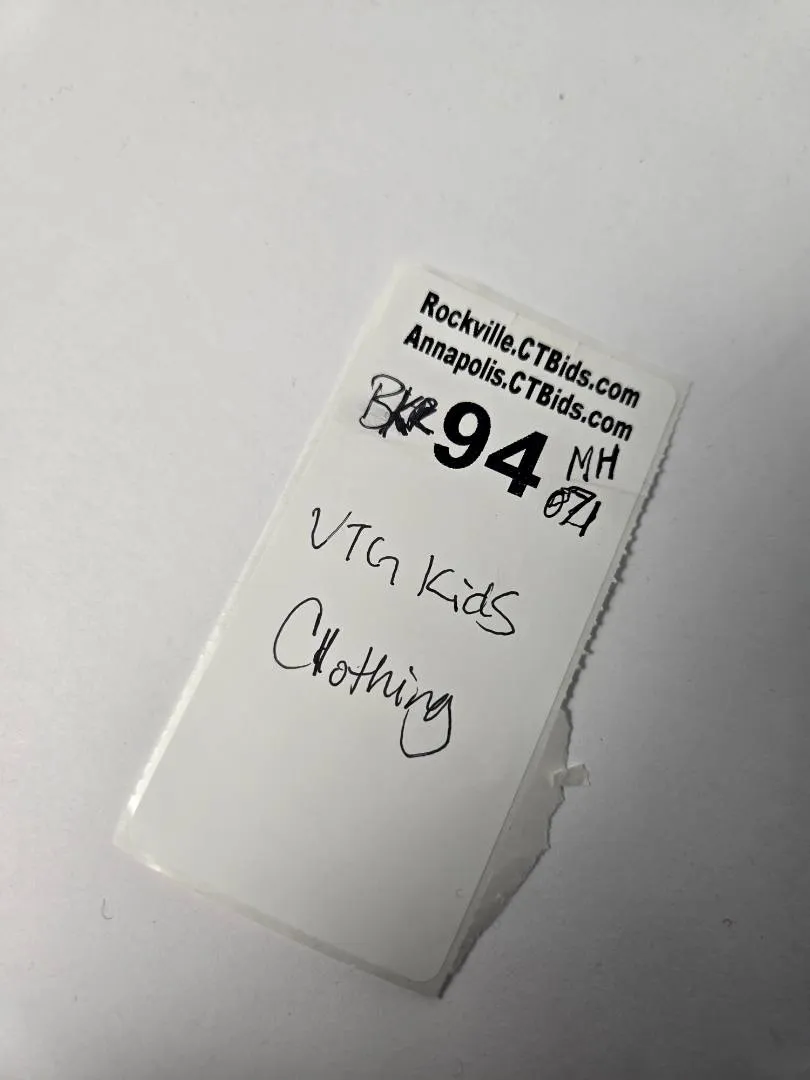 Rockville.CTBids.com
Annapolis.CTBids.com
94 MH
VTG Kids
Clothing